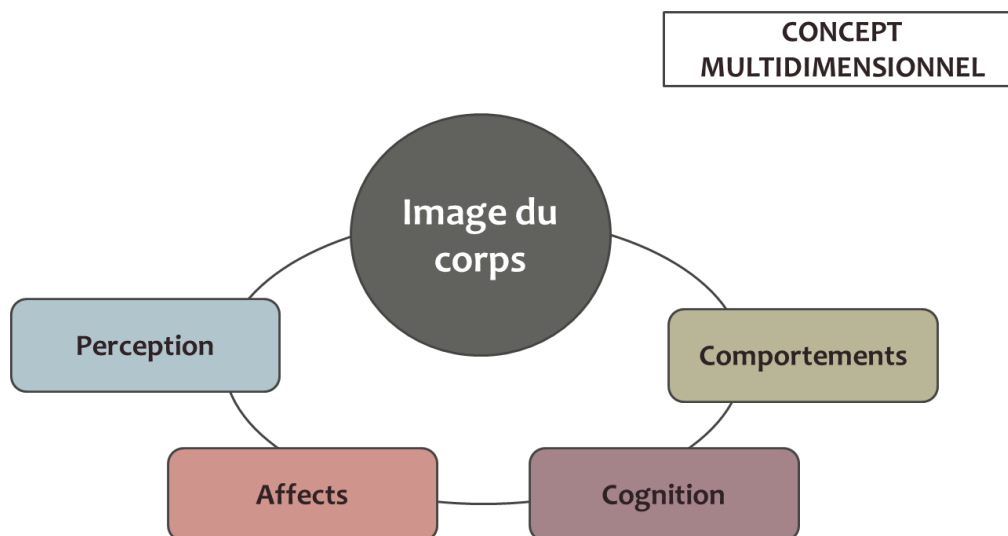 CONCEPT
MULTIDIMENSIONNEL
Image du
corps
Perception
Comportements
Affects
Cognition